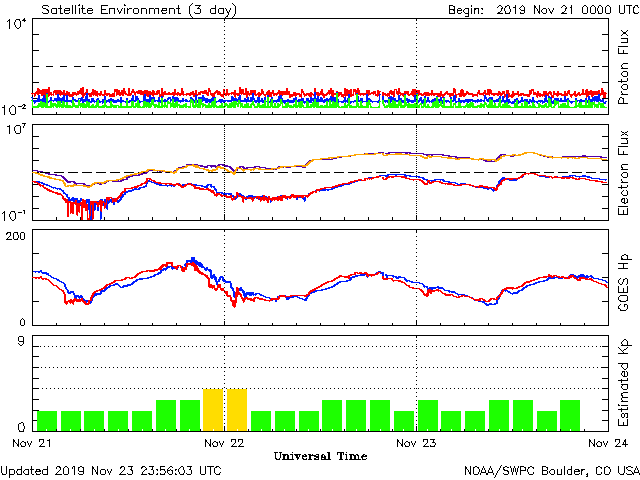 Satellite Environment (3 day) Begin: 2019 Nov 21 0000 UTC
10^4
10^-2
Proton Flux
10^7
10^-1
Electron Flux
200
0
GOES Hp
9
0
Estimated Kp
Nov 21 Nov 22 Nov 23 Nov 24
Universal Time
Updated 2019 Nov 23 23:56:03 UTC NOAA/SWPC Boulder, CO USA